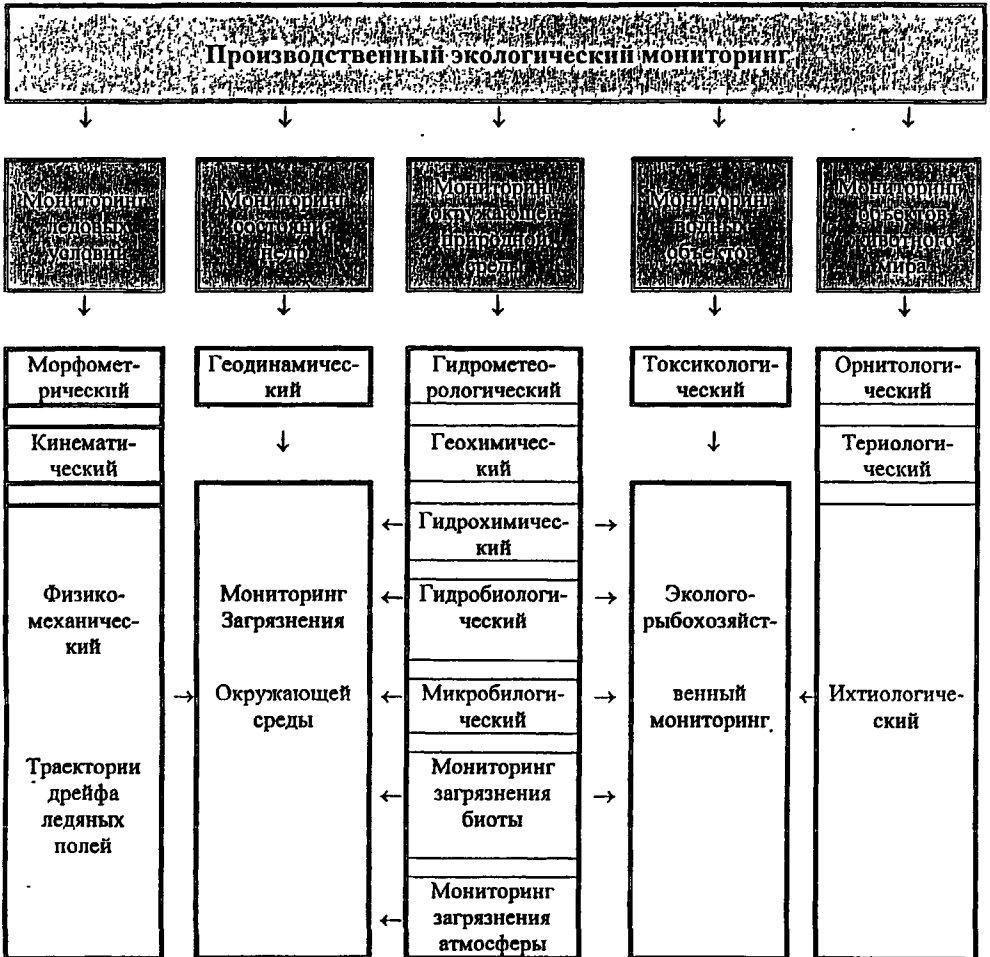 Производственный экологический мониторинг
Мониторинг
ледовых
условий
Мониторинг
состояния
недр
Мониторинг
окружающей
природной
среды
Мониторинг
водных
объектов
Мониторинг
объектов
животного
мира
Морфомет-
рический
Кинемати-
ческий
Физико-
механичес-
кий
Траектории
дрейфа
ледяных
полей
Геодинамичес-
кий
Мониторинг
Загрязнения
Окружающей
среды
Гидрометео-
рологический
Геохимичес-
кий
Гидрохимичес-
кий
Гидробиологи-
ческий
Микробилоги-
ческий
Мониторинг
загрязнения
биоты
Мониторинг
загрязнения
атмосферы
Токсикологи-
ческий
Эколого-
рыбохозяйст-
венный
мониторинг
Орнитологи-
ческий
Териологи-
ческий
Ихтиологиче-
ский